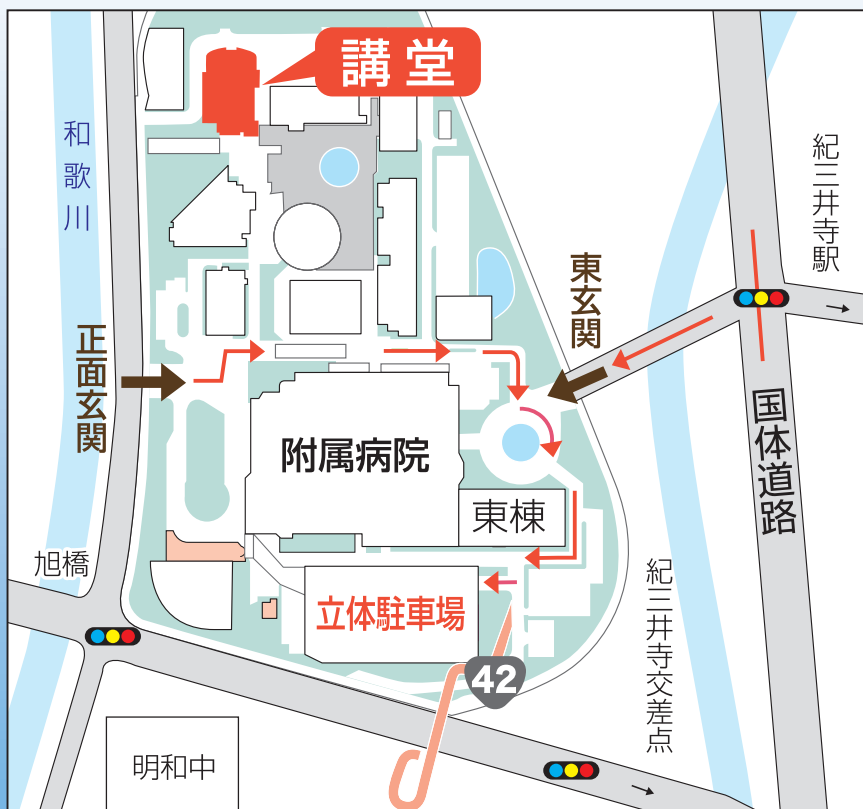 講堂
和歌川
紀三井寺駅
東玄関
正面玄関
国体道路
附属病院
東棟
旭橋
立体駐車場
紀三井寺交差点
42
明和中